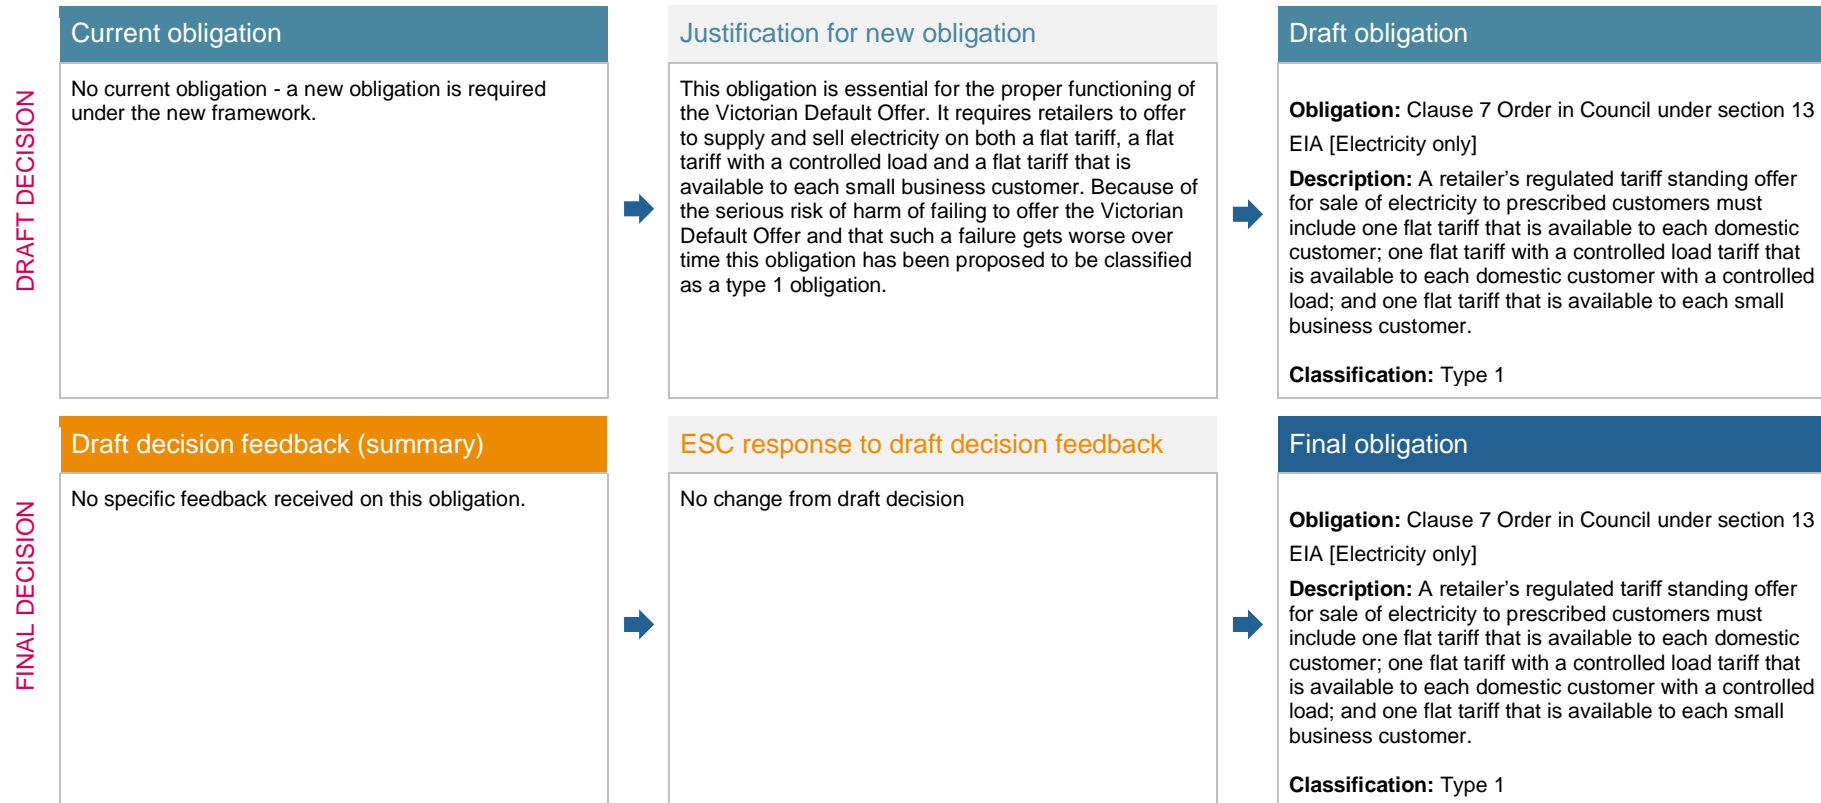 DRAFT DECISION
Current obligation
No current obligation - a new obligation is required
under the new framework.
Justification for new obligation
This obligation is essential for the proper functioning of
the Victorian Default Offer. It requires retailers to offer
to supply and sell electricity on both a flat tariff, a flat
tariff with a controlled load and a flat tariff that is
available to each small business customer. Because of
the serious risk of harm of failing to offer the Victorian
Default Offer and that such a failure gets worse over
time this obligation has been proposed to be classified
as a type 1 obligation.
Draft obligation
Obligation: Clause 7 Order in Council under section 13
EIA [Electricity only]
Description: A retailer’s regulated tariff standing offer
for sale of electricity to prescribed customers must
include one flat tariff that is available to each domestic
customer; one flat tariff with a controlled load tariff that
is available to each domestic customer with a controlled
load; and one flat tariff that is available to each small
business customer.
Classification: Type 1
FINAL DECISION
Draft decision feedback (summary)
No specific feedback received on this obligation.
ESC response to draft decision feedback
No change from draft decision
Final obligation
Obligation: Clause 7 Order in Council under section 13
EIA [Electricity only]
Description: A retailer’s regulated tariff standing offer
for sale of electricity to prescribed customers must
include one flat tariff that is available to each domestic
customer; one flat tariff with a controlled load tariff that
is available to each domestic customer with a controlled
load; and one flat tariff that is available to each small
business customer.
Classification: Type 1